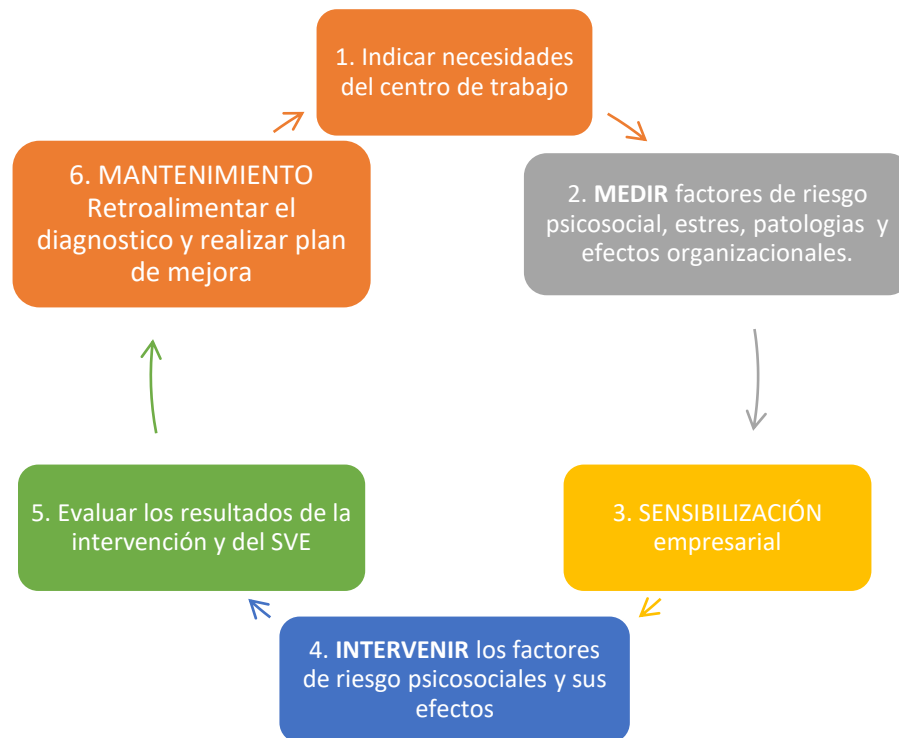 1. Indicar necesidades
del centro de trabajo
2. MEDIR factores de riesgo
psicosocial, estres, patologias y
efectos organizacionales.
3. SENSIBILIZACIÓN
empresarial
4. INTERVENIR los factores
de riesgo psicosociales y sus
efectos
5. Evaluar los resultados de la
intervención y del SVE
6. MANTENIMIENTO
Retroalimentar el
diagnostico y realizar plan
de mejora